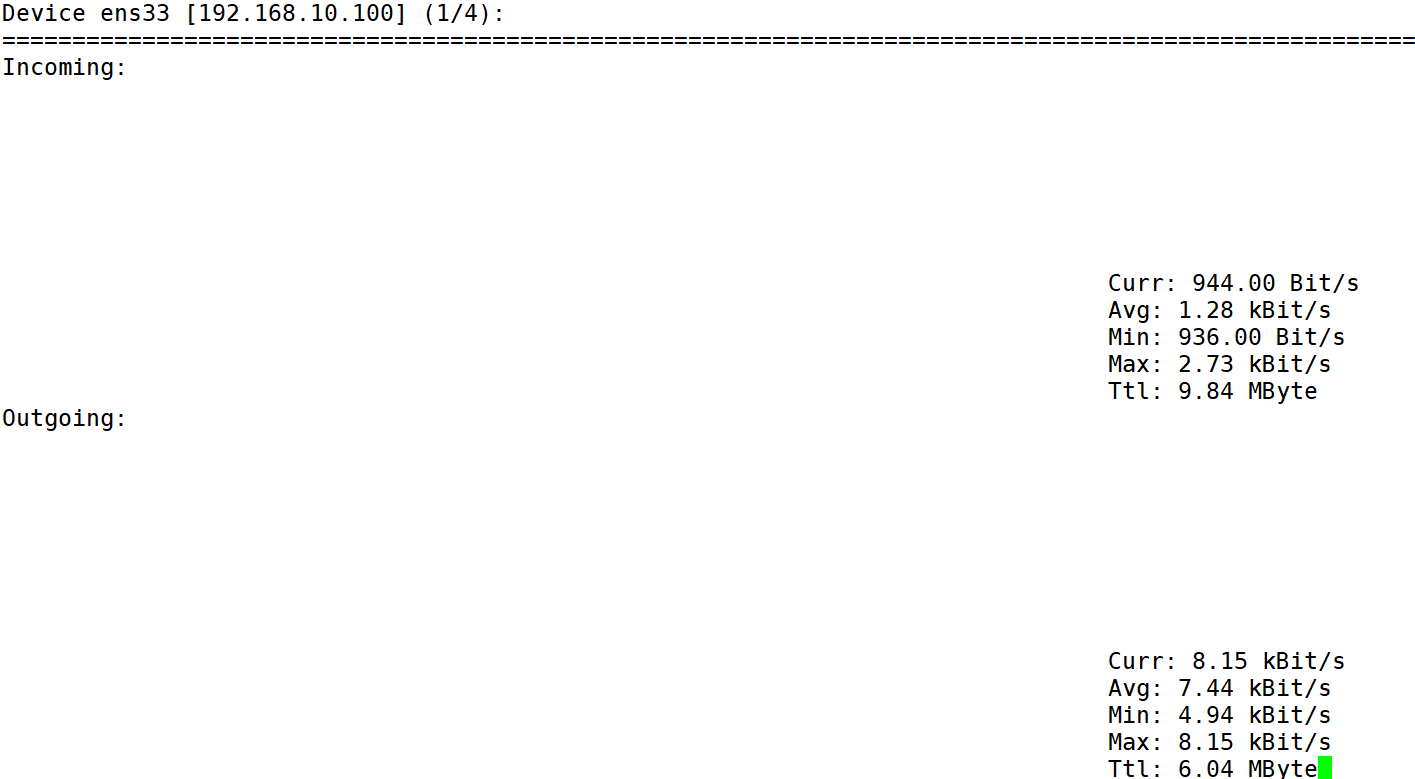 Device ens33 [192.168.10.100] (1/4):
=====================================================================================================
Incoming:
Curr: 944.00 Bit/s
Avg: 1.28 kBit/s
Min: 936.00 Bit/s
Max: 2.73 kBit/s
Ttl: 9.84 MByte
Outgoing:
Curr: 8.15 kBit/s
Avg: 7.44 kBit/s
Min: 4.94 kBit/s
Max: 8.15 kBit/s
Ttl: 6.04 MByte